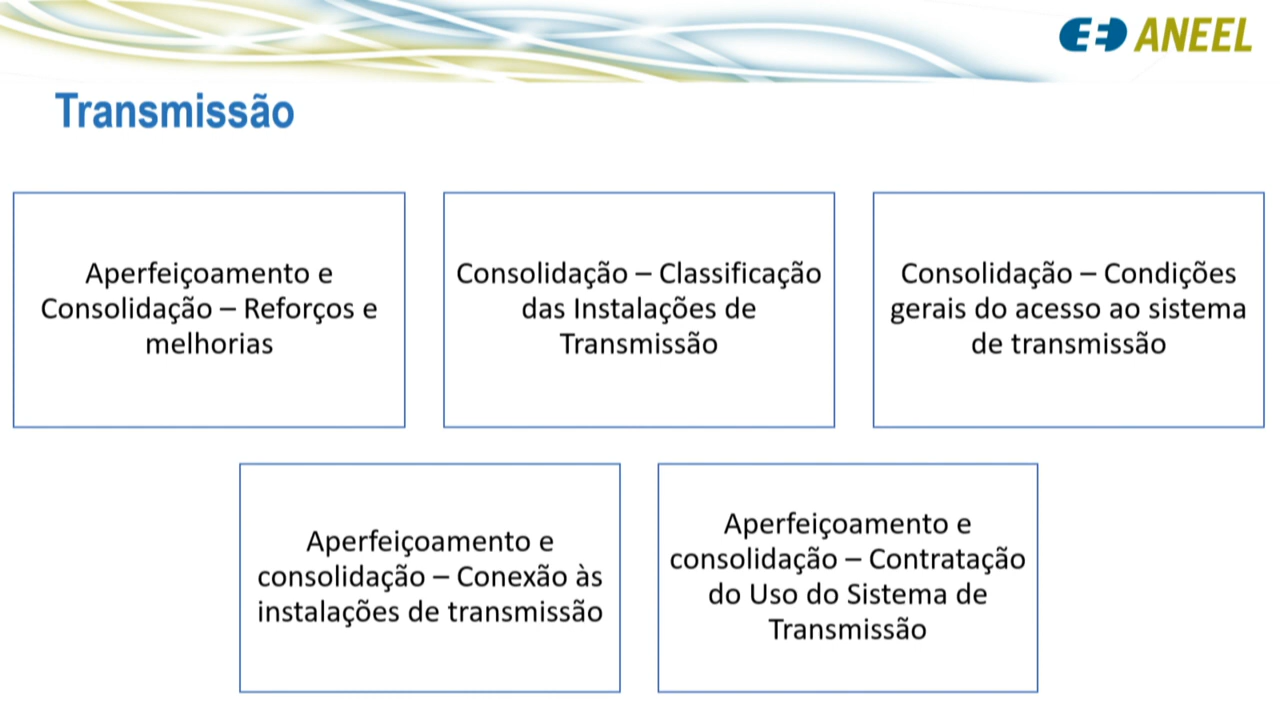 ANEEL
Transmissão
Aperfeiçoamento e
Consolidação – Reforços e
melhorias
Consolidação – Classificação
das Instalações de
Transmissão
Consolidação – Condições
gerais do acesso ao sistema
de transmissão
Aperfeiçoamento e
consolidação – Conexão às
instalações de transmissão
Aperfeiçoamento e
consolidação – Contratação
do Uso do Sistema de
Transmissão